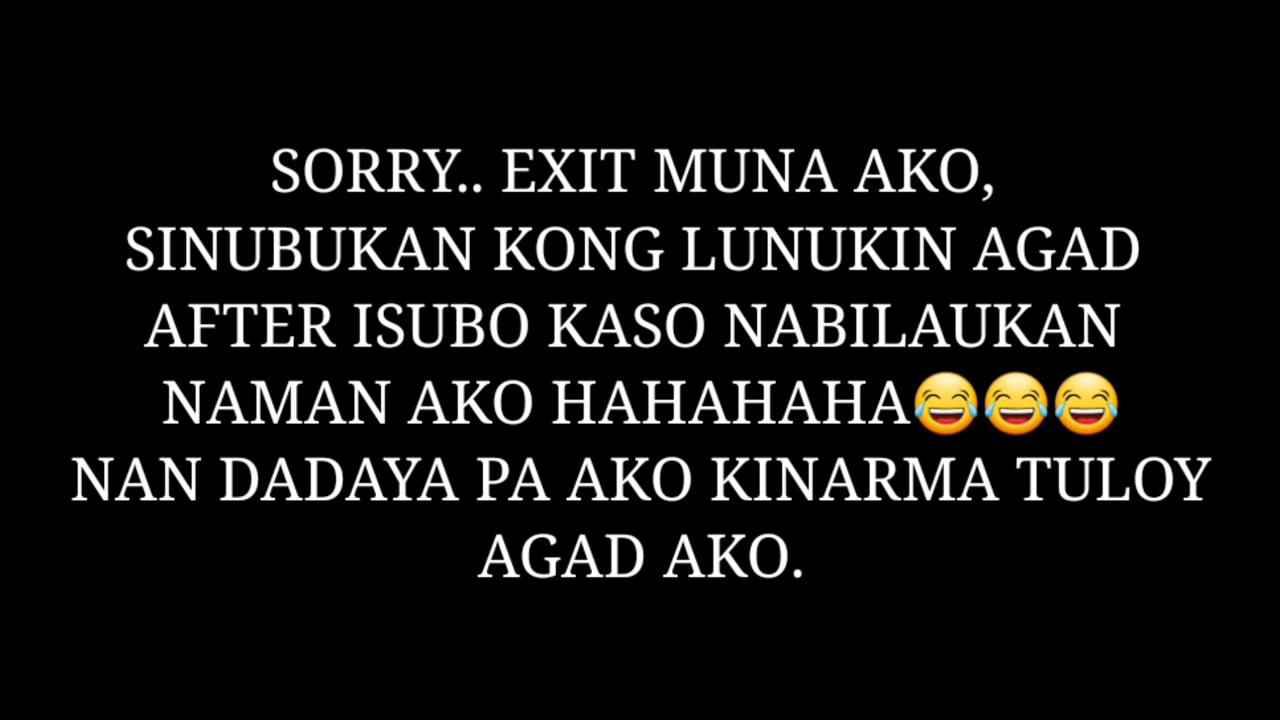 SORRY.. EXIT MUNA AKO,
SINUBUKAN KONG LUNUKIN AGAD
AFTER ISUBO KASO NABILAUKAN
NAMAN AKO HAHAHAHA😂😂😂
NAN DADAYA PA AKO KINARMA TULOY
AGAD AKO.